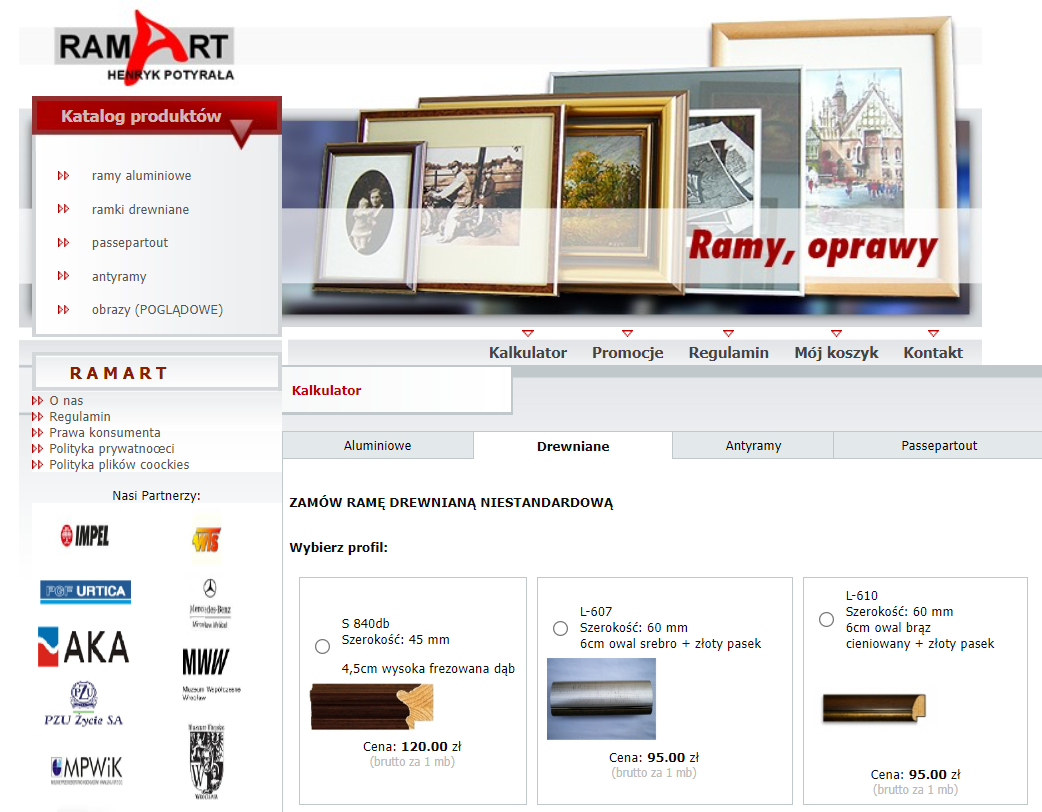 RAMART
HENRYK POTYRAŁA
Katalog produktów
ramy aluminiowe
ramki drewniane
passepartout
antyramy
obrazy (POGLĄDOWE)
Ramy, oprawy
Kalkulator
Promocje
Regulamin
Mój koszyk
Kontakt
RAMART
O nas
Regulamin
Prawa konsumenta
Polityka prywatnoœci
Polityka plików coockies
Nasi Partnerzy:
IMPEL
WIS
PGF URTICA
Mercedes-Benz
AKA
MWW
Muzeum Współczesne
Wrocław
PZU
PZU Życie SA
MPWiK
WROCŁAW
Kalkulator
Aluminiowe
Drewniane
Antyramy
Passepartout
ZAMÓW RAMĘ DREWNIANĄ NIESTANDARDOWĄ
Wybierz profil:
S 840db
Szerokość: 45 mm
4,5cm wysoka frezowana dąb
Cena: 120.00 zł
(brutto za 1 mb)
L-607
Szerokość: 60 mm
6cm owal srebro + złoty pasek
Cena: 95.00 zł
(brutto za 1 mb)
L-610
Szerokość: 60 mm
6cm owal brąz
cieniowany + złoty pasek
Cena: 95.00 zł
(brutto za 1 mb)